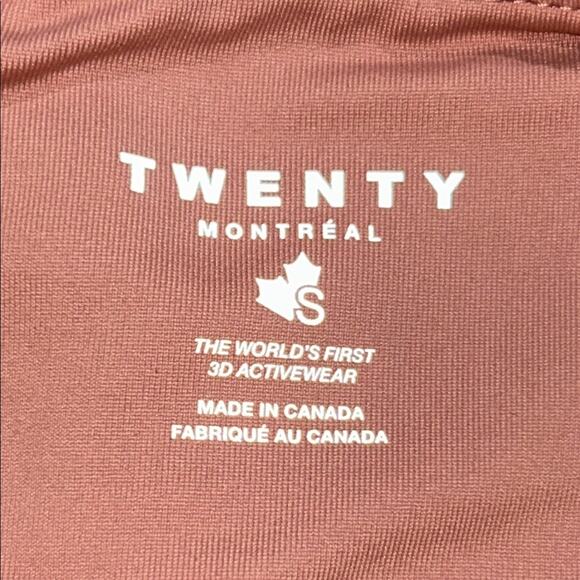 TWENTY
MONTRÉAL
S
THE WORLD'S FIRST
3D ACTIVEWEAR
MADE IN CANADA
FABRIQUÉ AU CANADA